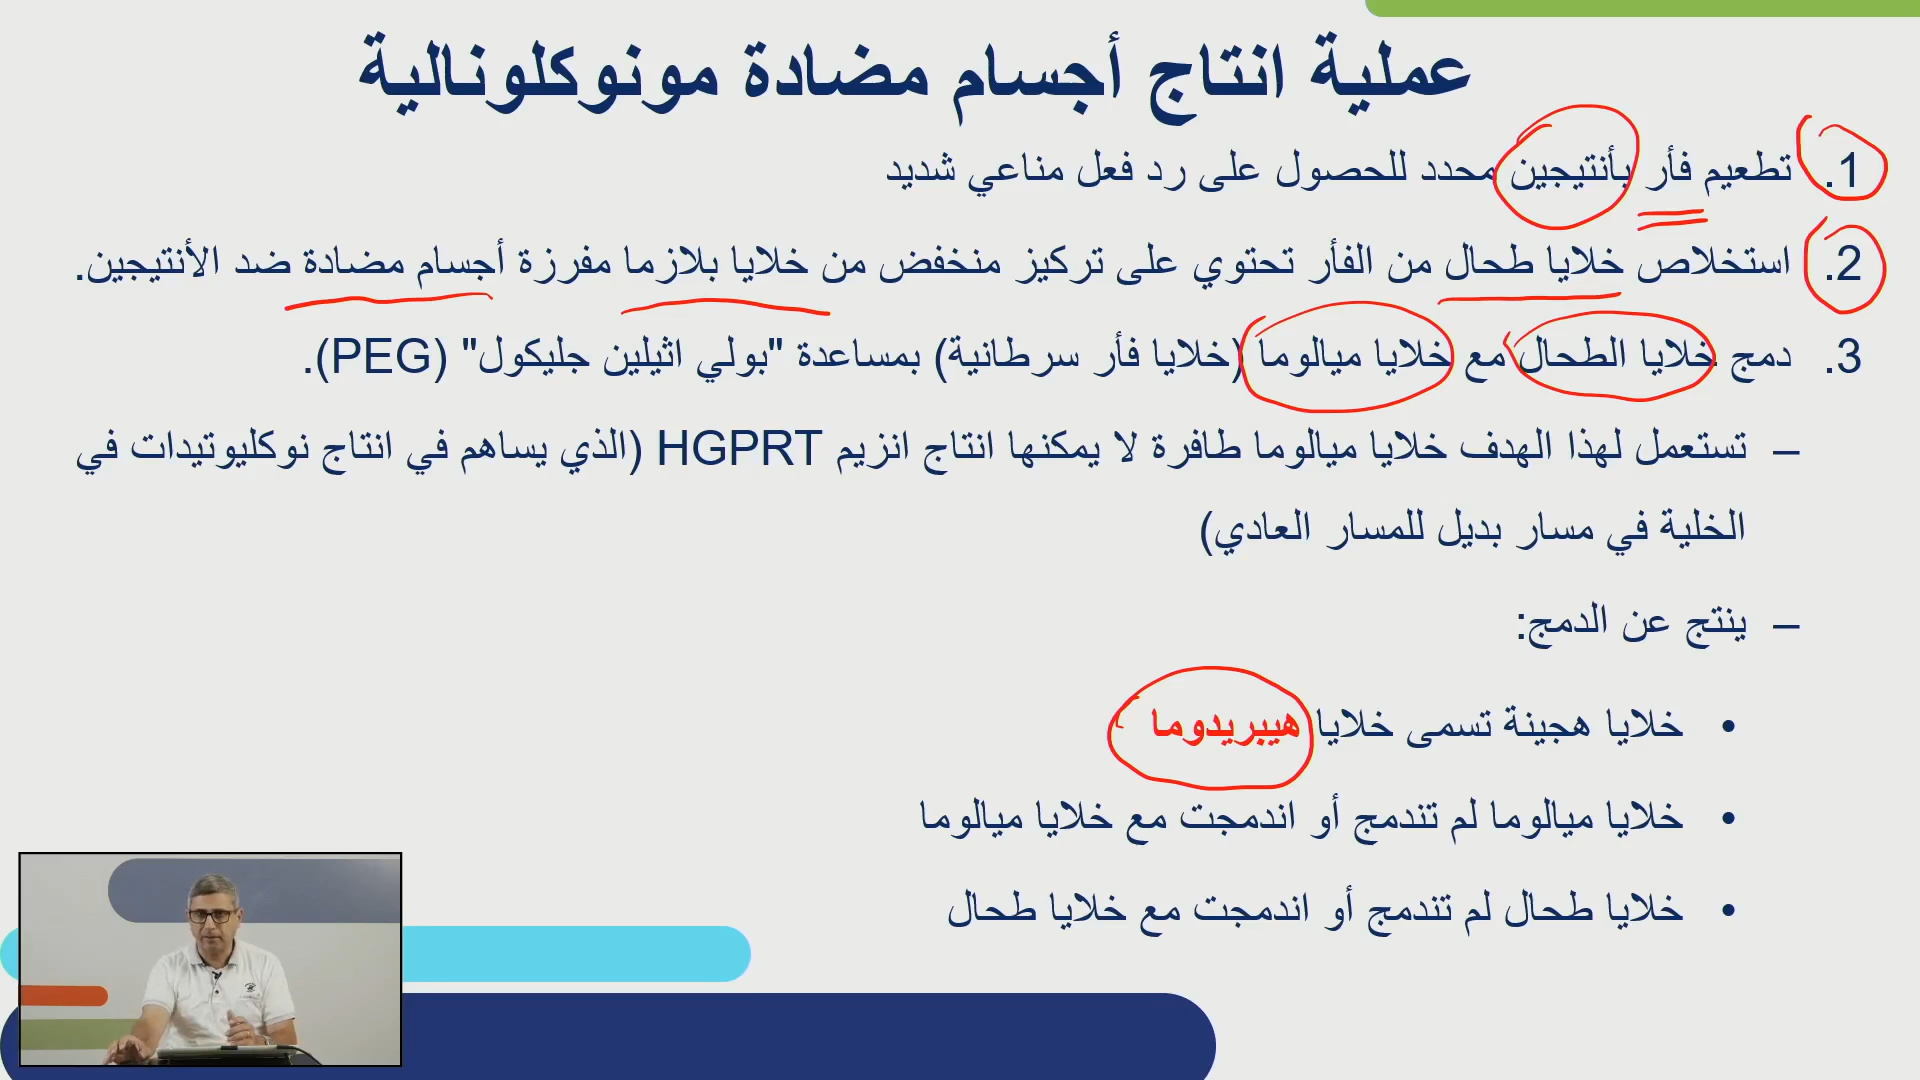 عملية انتاج أجسام مضادة مونوكلونالية
1. تطعيم فأر بأنتيجين محدد للحصول على رد فعل مناعي شديد
2. استخلاص خلايا طحال من الفأر تحتوي على تركيز منخفض من خلايا بلازما مفرزة أجسام مضادة ضد الأنتيجين.
3. دمج خلايا الطحال مع خلايا ميالوما (خلايا فأر سرطانية) بمساعدة "بولي اثيلين جليكول" (PEG).
– تستعمل لهذا الهدف خلايا ميالوما طافرة لا يمكنها انتاج انزيم HGPRT (الذي يساهم في انتاج نوكليوتيدات في
الخلية في مسار بديل للمسار العادي)
– ينتج عن الدمج:
• خلايا هجينة تسمى خلايا هيبريدوما
• خلايا ميالوما لم تندمج أو اندمجت مع خلايا ميالوما
• خلايا طحال لم تندمج أو اندمجت مع خلايا طحال